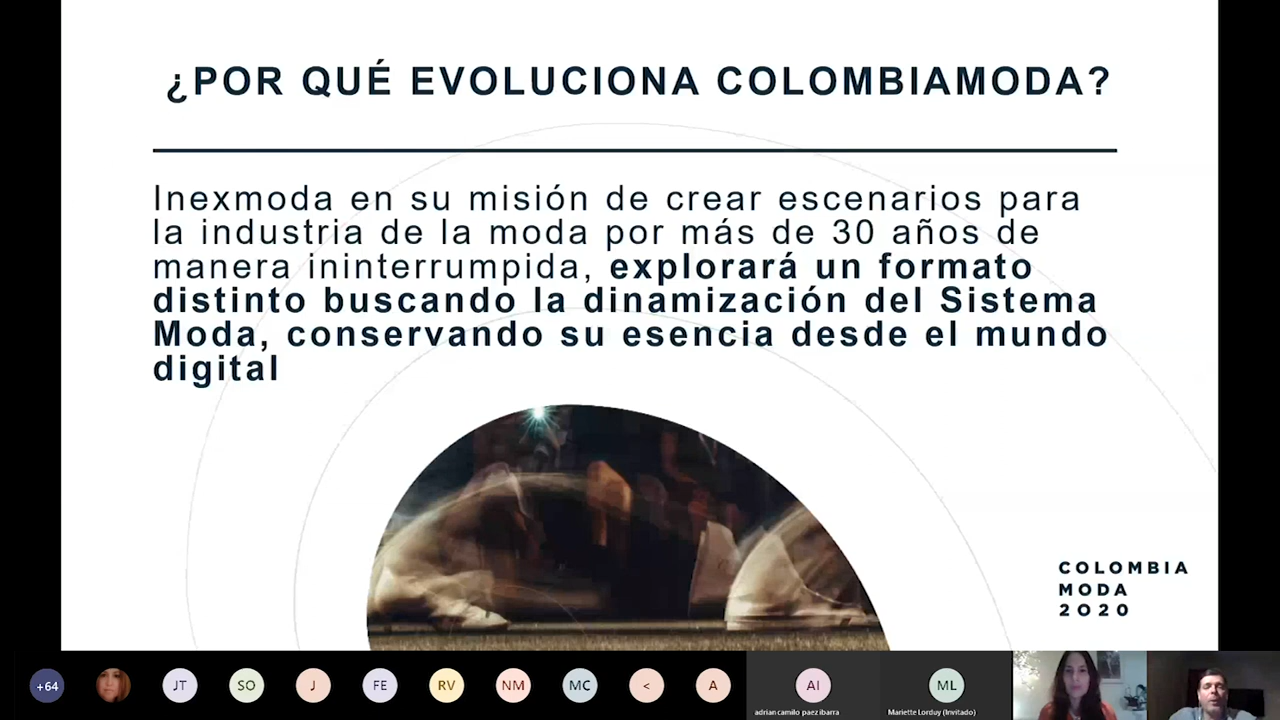 ¿POR QUÉ EVOLUCIONA COLOMBIAMODA?
Inexmoda en su misión de crear escenarios para
la industria de la moda por más de 30 años de
manera ininterrumpida, explorará un formato
distinto buscando la dinamización del Sistema
Moda, conservando su esencia desde el mundo
digital
COLOMBIA
MODA
2020
+64
JT
SO
J
FE
RV
NM
MC
<
A
AI
ML
adrian camilo paez ibarra
Mariette Lorduy (Invitado)